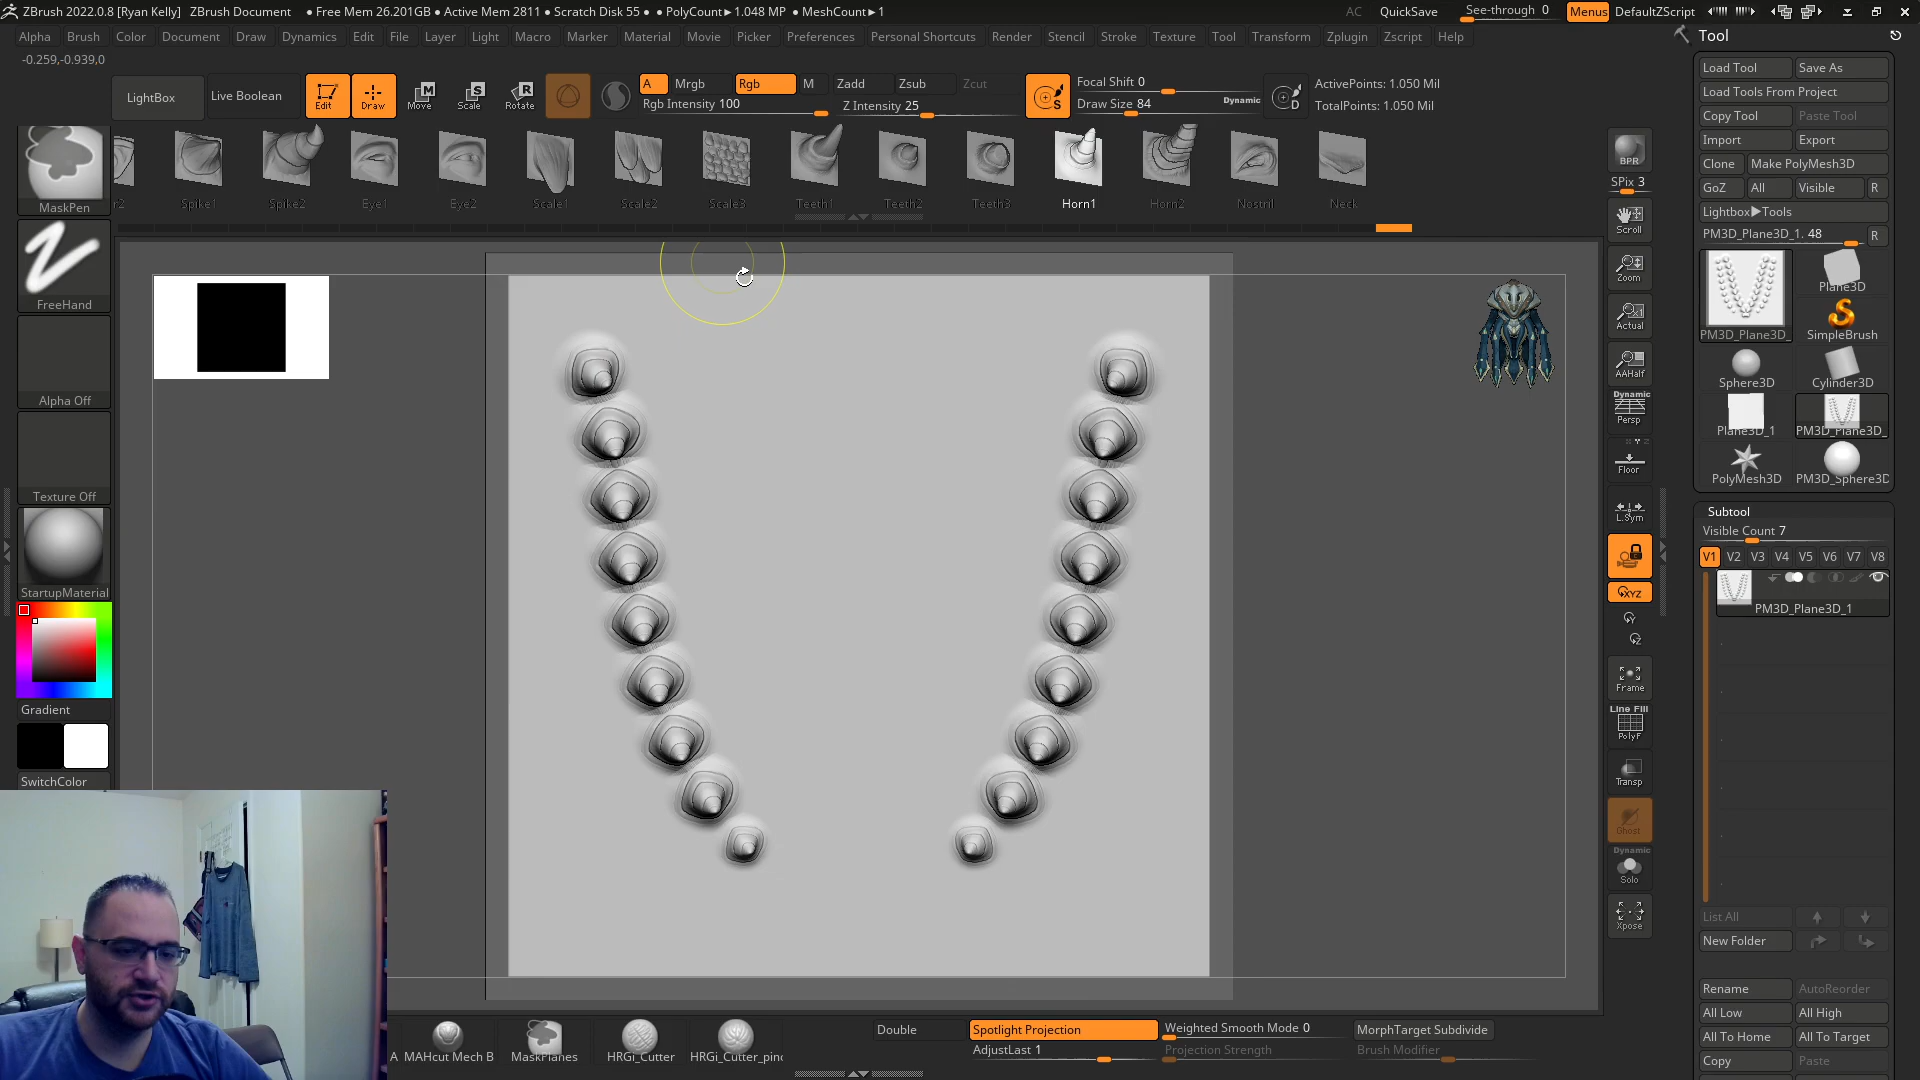 ZBrush 2022.0.8 [Ryan Kelly] ZBrush Document ● Free Mem 26.201GB ● Active Mem 2811 ● Scratch Disk 55 ● ● PolyCount►1.048 MP ● MeshCount►1 AC QuickSave See-through 0 Menus DefaultZScript
Alpha Brush Color Document Draw Dynamics Edit File Layer Light Macro Marker Material Movie Picker Preferences Personal Shortcuts Render Stencil Stroke Texture Tool Transform Zplugin Zscript Help
-0.259,-0.939,0
LightBox Live Boolean Edit Draw Move Scale Rotate
A Mrgb Rgb M Zadd Zsub Zcut
Rgb Intensity 100 Z Intensity 25
Focal Shift 0
Draw Size 84 Dynamic
ActivePoints: 1.050 Mil
TotalPoints: 1.050 Mil
r2 Spike1 Spike2 Eye1 Eye2 Scale1 Scale2 Scale3 Teeth1 Teeth2 Teeth3 Horn1 Horn2 Nostril Neck
MaskPen
FreeHand
Alpha Off
Texture Off
StartupMaterial
Gradient
SwitchColor
BPR
SPix 3
Scroll
Zoom
Actual
AAHalf
Dynamic
Persp
Floor
L.Sym
XYZ
Frame
Line Fill
PolyF
Transp
Ghost
Dynamic
Solo
Xpose
Tool
Load Tool Save As
Load Tools From Project
Copy Tool Paste Tool
Import Export
Clone Make PolyMesh3D
GoZ All Visible R
Lightbox►Tools
PM3D_Plane3D_1. 48 R
PM3D_Plane3D_ Plane3D
SimpleBrush
Sphere3D Cylinder3D
Plane3D_1 PM3D_Plane3D_
PolyMesh3D PM3D_Sphere3D
Subtool
Visible Count 7
V1 V2 V3 V4 V5 V6 V7 V8
PM3D_Plane3D_1
List All
New Folder
Rename AutoReorder
All Low All High
All To Home All To Target
Copy Paste
A MAHcut Mech B MaskPlanes HRGi_Cutter HRGi_Cutter_pinc
Double Spotlight Projection Weighted Smooth Mode 0 MorphTarget Subdivide
AdjustLast 1 Projection Strength Brush Modifier